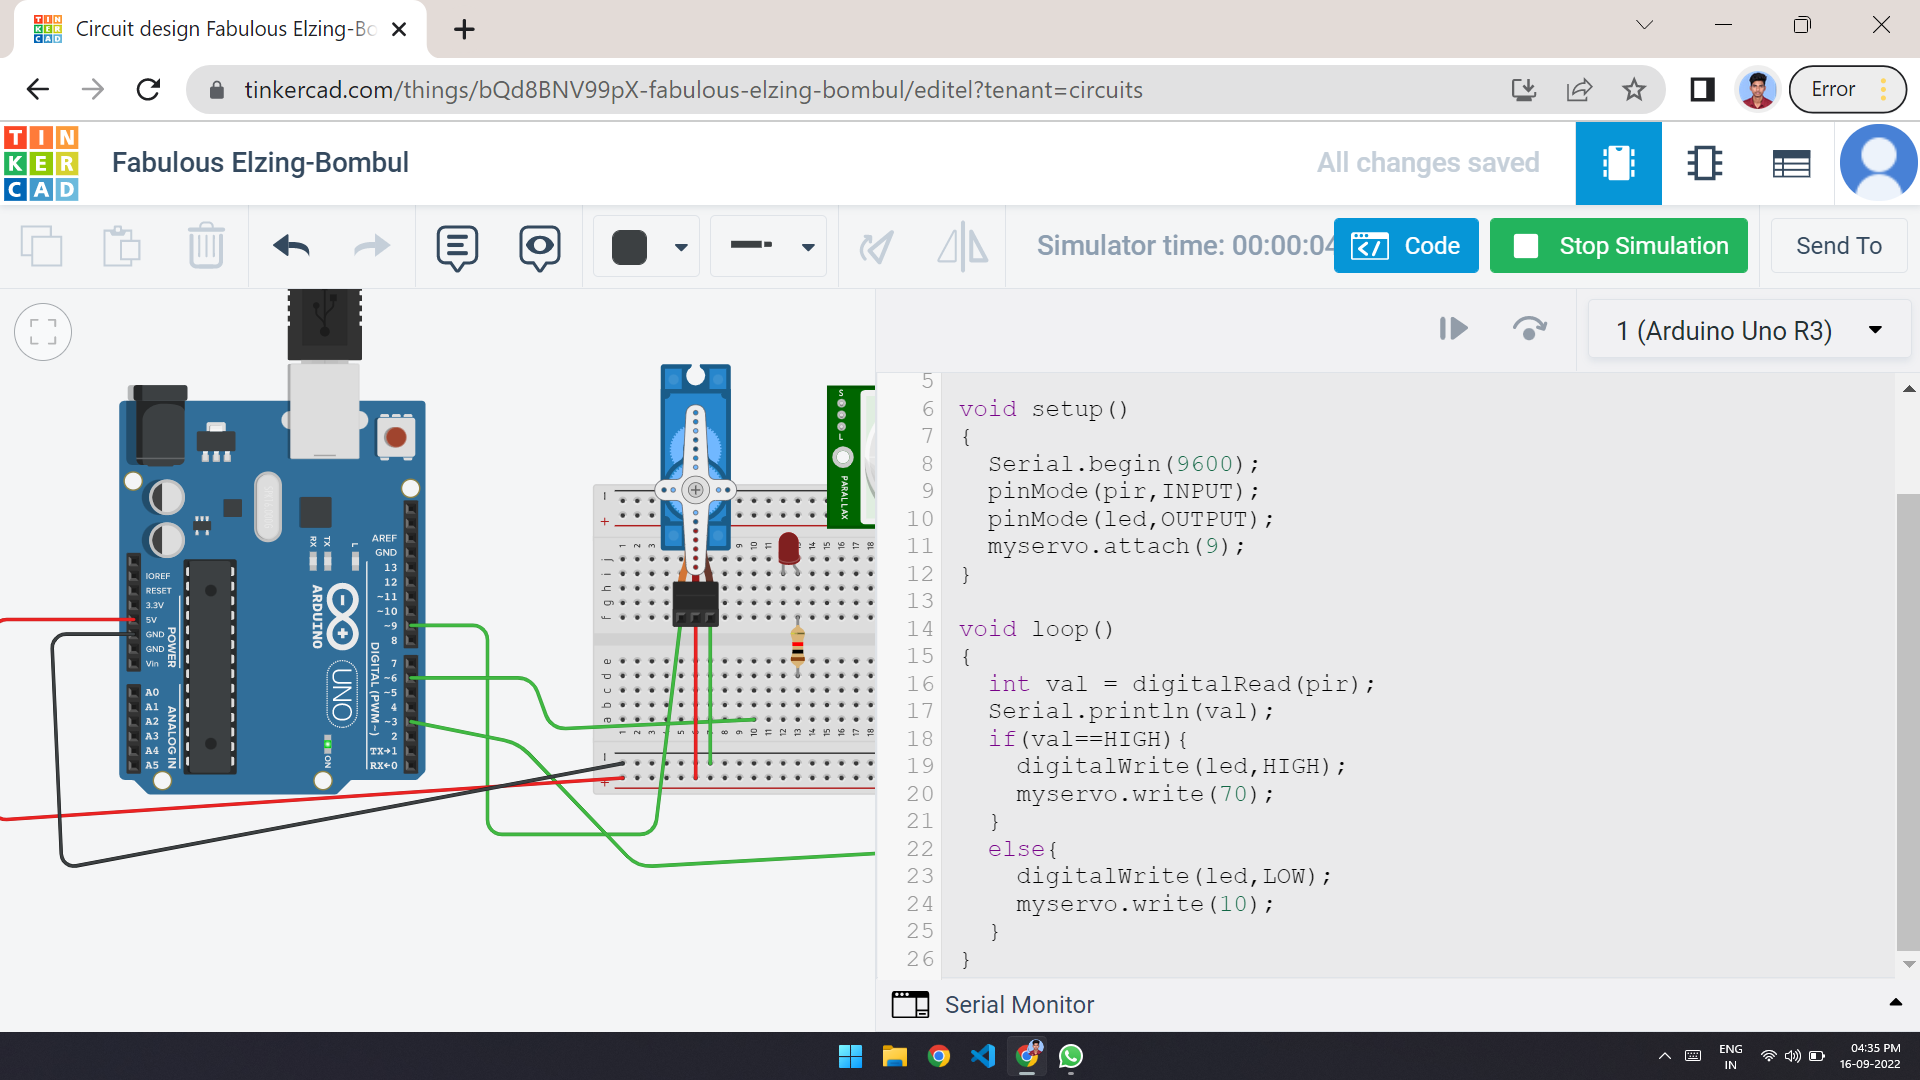 Circuit design Fabulous Elzing-Bo
tinkercad.com/things/bQd8BNV99pX-fabulous-elzing-bombul/editel?tenant=circuits
Error
TIN
KER
CAD
Fabulous Elzing-Bombul
All changes saved
Simulator time: 00:00:04
Code
Stop Simulation
Send To
1 (Arduino Uno R3)
5
6 void setup()
7 {
8 Serial.begin(9600);
9 pinMode(pir,INPUT);
10 pinMode(led,OUTPUT);
11 myservo.attach(9);
12 }
13
14 void loop()
15 {
16 int val = digitalRead(pir);
17 Serial.println(val);
18 if(val==HIGH){
19 digitalWrite(led,HIGH);
20 myservo.write(70);
21 }
22 else{
23 digitalWrite(led,LOW);
24 myservo.write(10);
25 }
26 }
Serial Monitor
RX TX L
AREF
GND
13
12
~11
~10
~9
8
7
~6
~5
4
~3
2
TX→1
RX←0
DIGITAL (PWM~)
ARDUINO
UNO
ON
IOREF
RESET
3.3V
5V
GND
GND
Vin
POWER
A0
A1
A2
A3
A4
A5
ANALOG IN
S
L
PARALLAX
ENG
IN
04:35 PM
16-09-2022